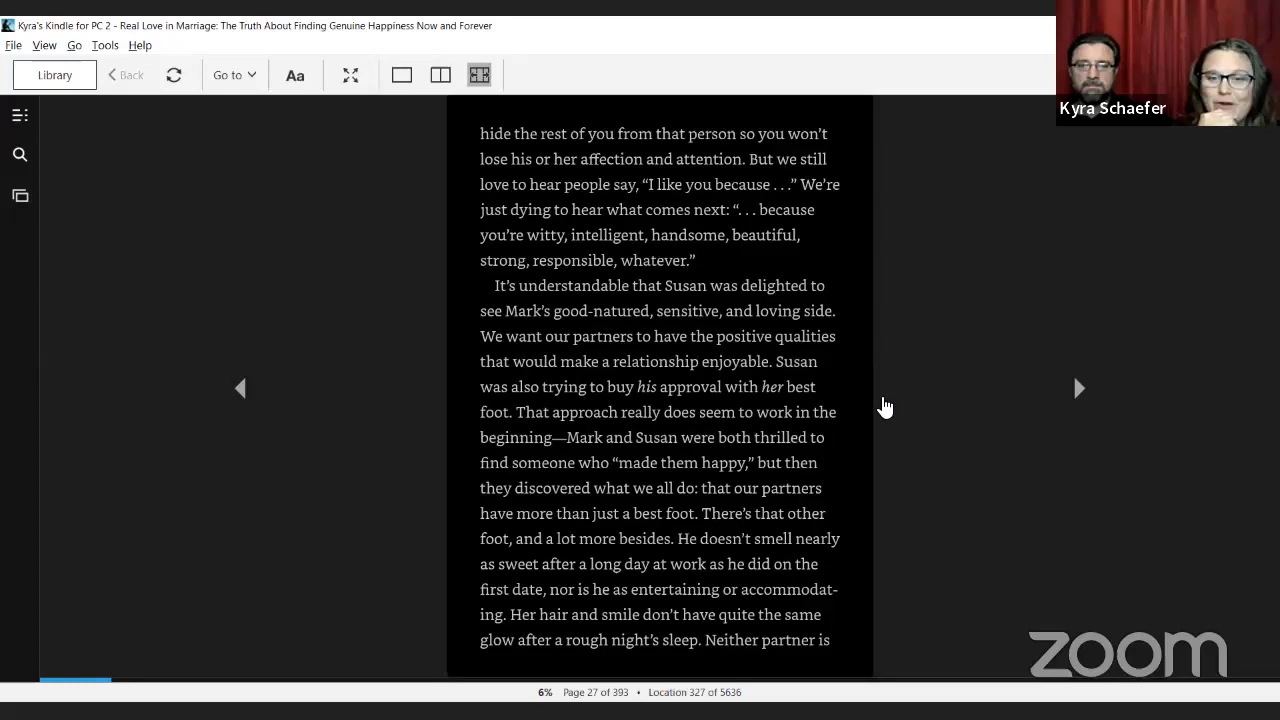 Kyra's Kindle for PC 2 - Real Love in Marriage: The Truth About Finding Genuine Happiness Now and Forever
File View Go Tools Help
Library Back Go to Aa
Kyra Schaefer
hide the rest of you from that person so you won’t
lose his or her affection and attention. But we still
love to hear people say, “I like you because . . .” We’re
just dying to hear what comes next: “. . . because
you’re witty, intelligent, handsome, beautiful,
strong, responsible, whatever.”
It’s understandable that Susan was delighted to
see Mark’s good-natured, sensitive, and loving side.
We want our partners to have the positive qualities
that would make a relationship enjoyable. Susan
was also trying to buy his approval with her best
foot. That approach really does seem to work in the
beginning—Mark and Susan were both thrilled to
find someone who “made them happy,” but then
they discovered what we all do: that our partners
have more than just a best foot. There’s that other
foot, and a lot more besides. He doesn’t smell nearly
as sweet after a long day at work as he did on the
first date, nor is he as entertaining or accommodat-
ing. Her hair and smile don’t have quite the same
glow after a rough night’s sleep. Neither partner is
zoom
6% Page 27 of 393 • Location 327 of 5636